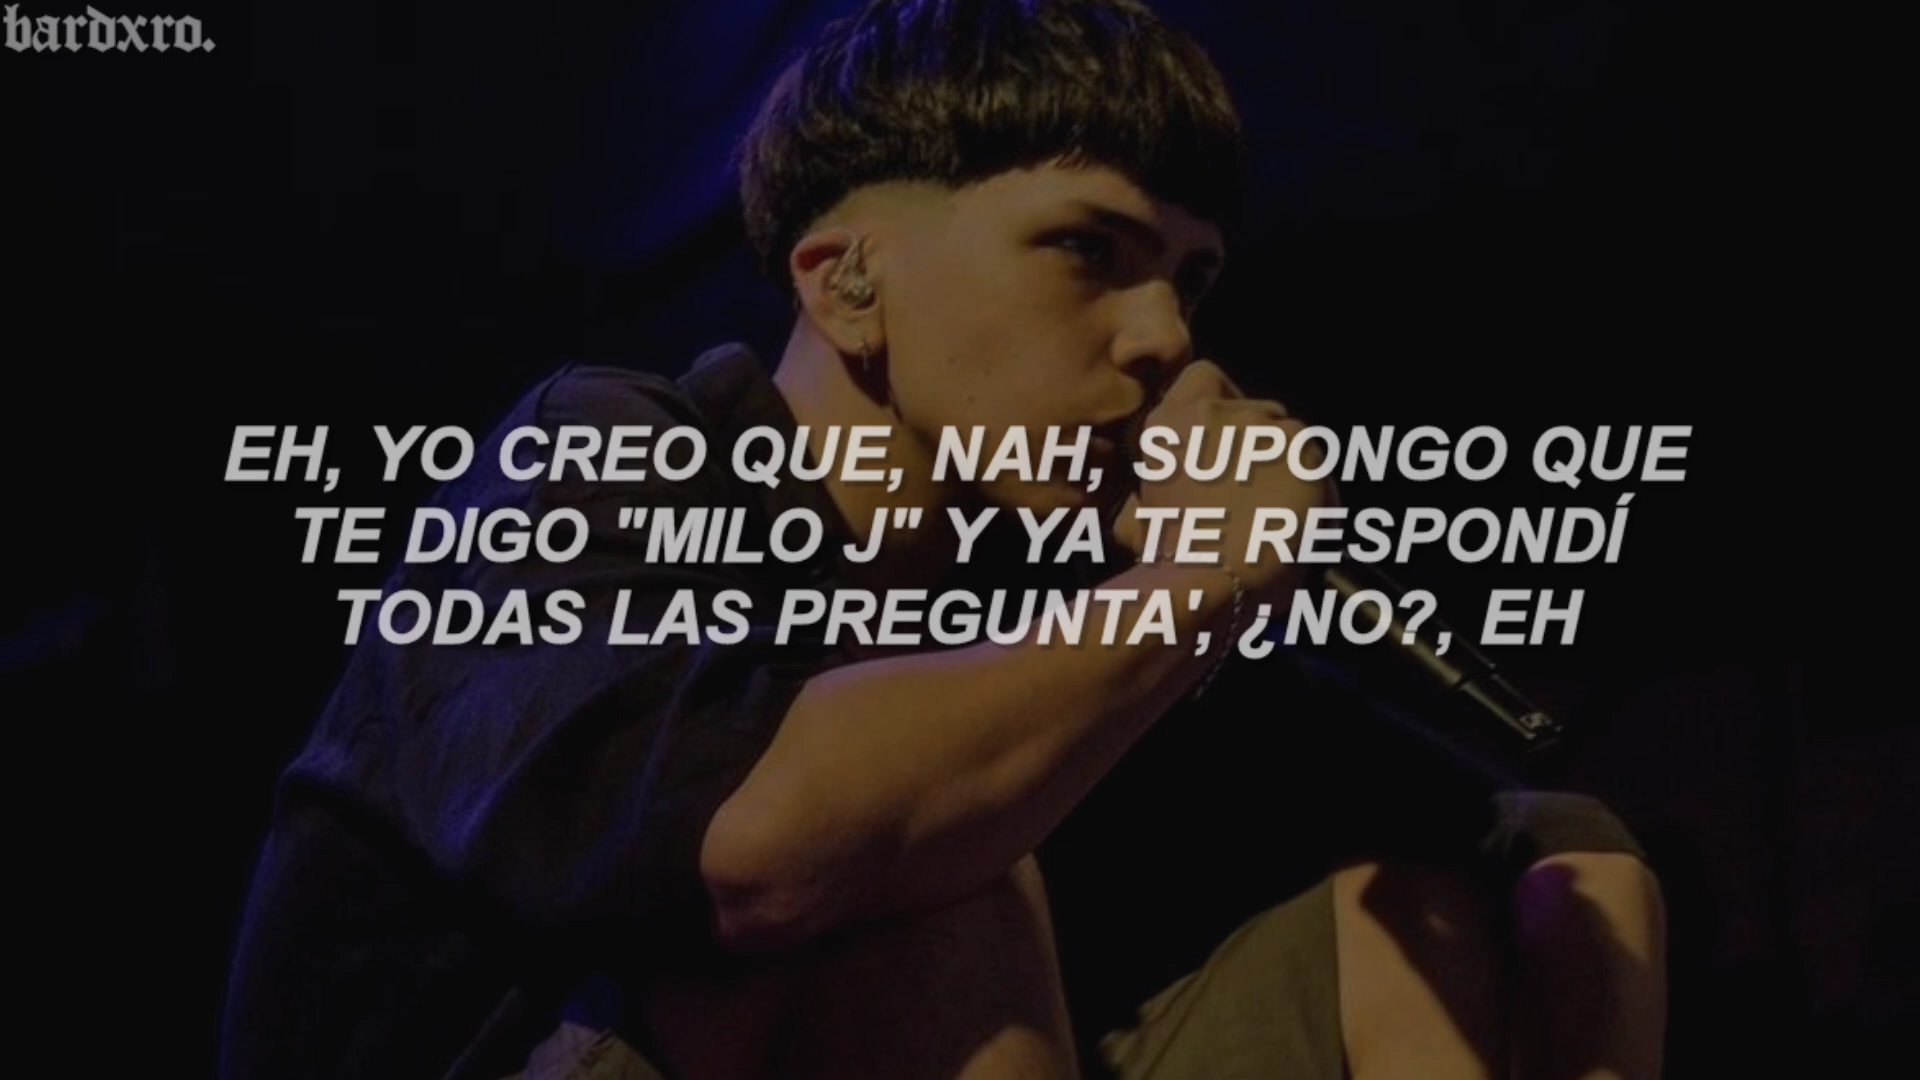 bardxro.
EH, YO CREO QUE, NAH, SUPONGO QUE
TE DIGO "MILO J" Y YA TE RESPONDÍ
TODAS LAS PREGUNTA', ¿NO?, EH